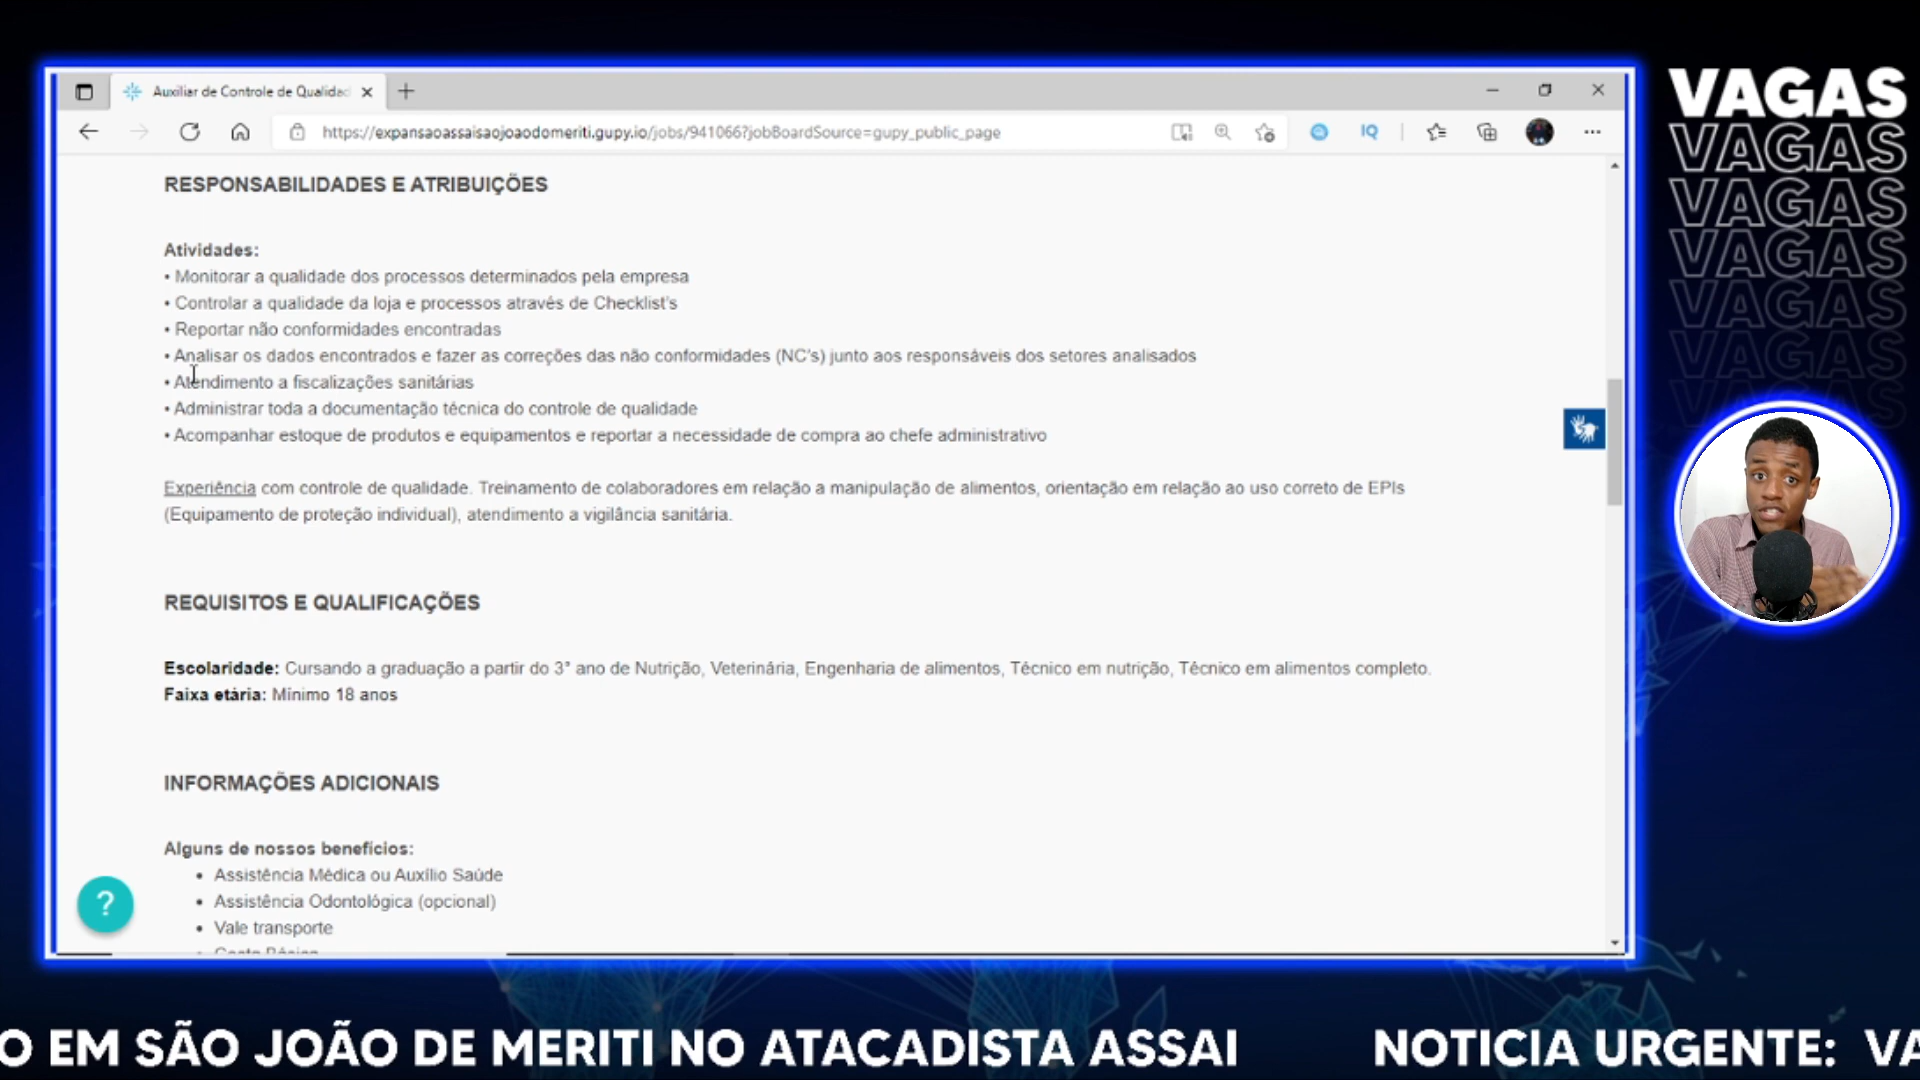 Auxiliar de Controle de Qualidad
https://expansaoassaisaojoaodomeriti.gupy.io/jobs/941066?jobBoardSource=gupy_public_page
IQ
RESPONSABILIDADES E ATRIBUIÇÕES
Atividades:
• Monitorar a qualidade dos processos determinados pela empresa
• Controlar a qualidade da loja e processos através de Checklist's
• Reportar não conformidades encontradas
• Analisar os dados encontrados e fazer as correções das não conformidades (NC's) junto aos responsáveis dos setores analisados
• Atendimento a fiscalizações sanitárias
• Administrar toda a documentação técnica do controle de qualidade
• Acompanhar estoque de produtos e equipamentos e reportar a necessidade de compra ao chefe administrativo
Experiência com controle de qualidade. Treinamento de colaboradores em relação a manipulação de alimentos, orientação em relação ao uso correto de EPIs
(Equipamento de proteção individual), atendimento a vigilância sanitária.
REQUISITOS E QUALIFICAÇÕES
Escolaridade: Cursando a graduação a partir do 3° ano de Nutrição, Veterinária, Engenharia de alimentos, Técnico em nutrição, Técnico em alimentos completo.
Faixa etária: Mínimo 18 anos
INFORMAÇÕES ADICIONAIS
Alguns de nossos benefícios:
• Assistência Médica ou Auxílio Saúde
• Assistência Odontológica (opcional)
• Vale transporte
?
VAGAS
VAGAS
VAGAS
VAGAS
VAGAS
VAGAS
VAGAS
O EM SÃO JOÃO DE MERITI NO ATACADISTA ASSAI NOTICIA URGENTE: VA